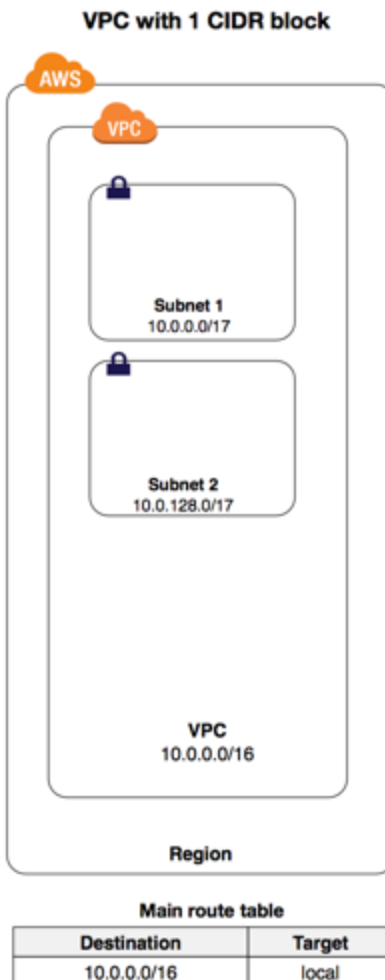 VPC with 1 CIDR block
AWS
VPC
Subnet 1
10.0.0.0/17
Subnet 2
10.0.128.0/17
VPC
10.0.0.0/16
Region
Main route table
Destination Target
10.0.0.0/16 local